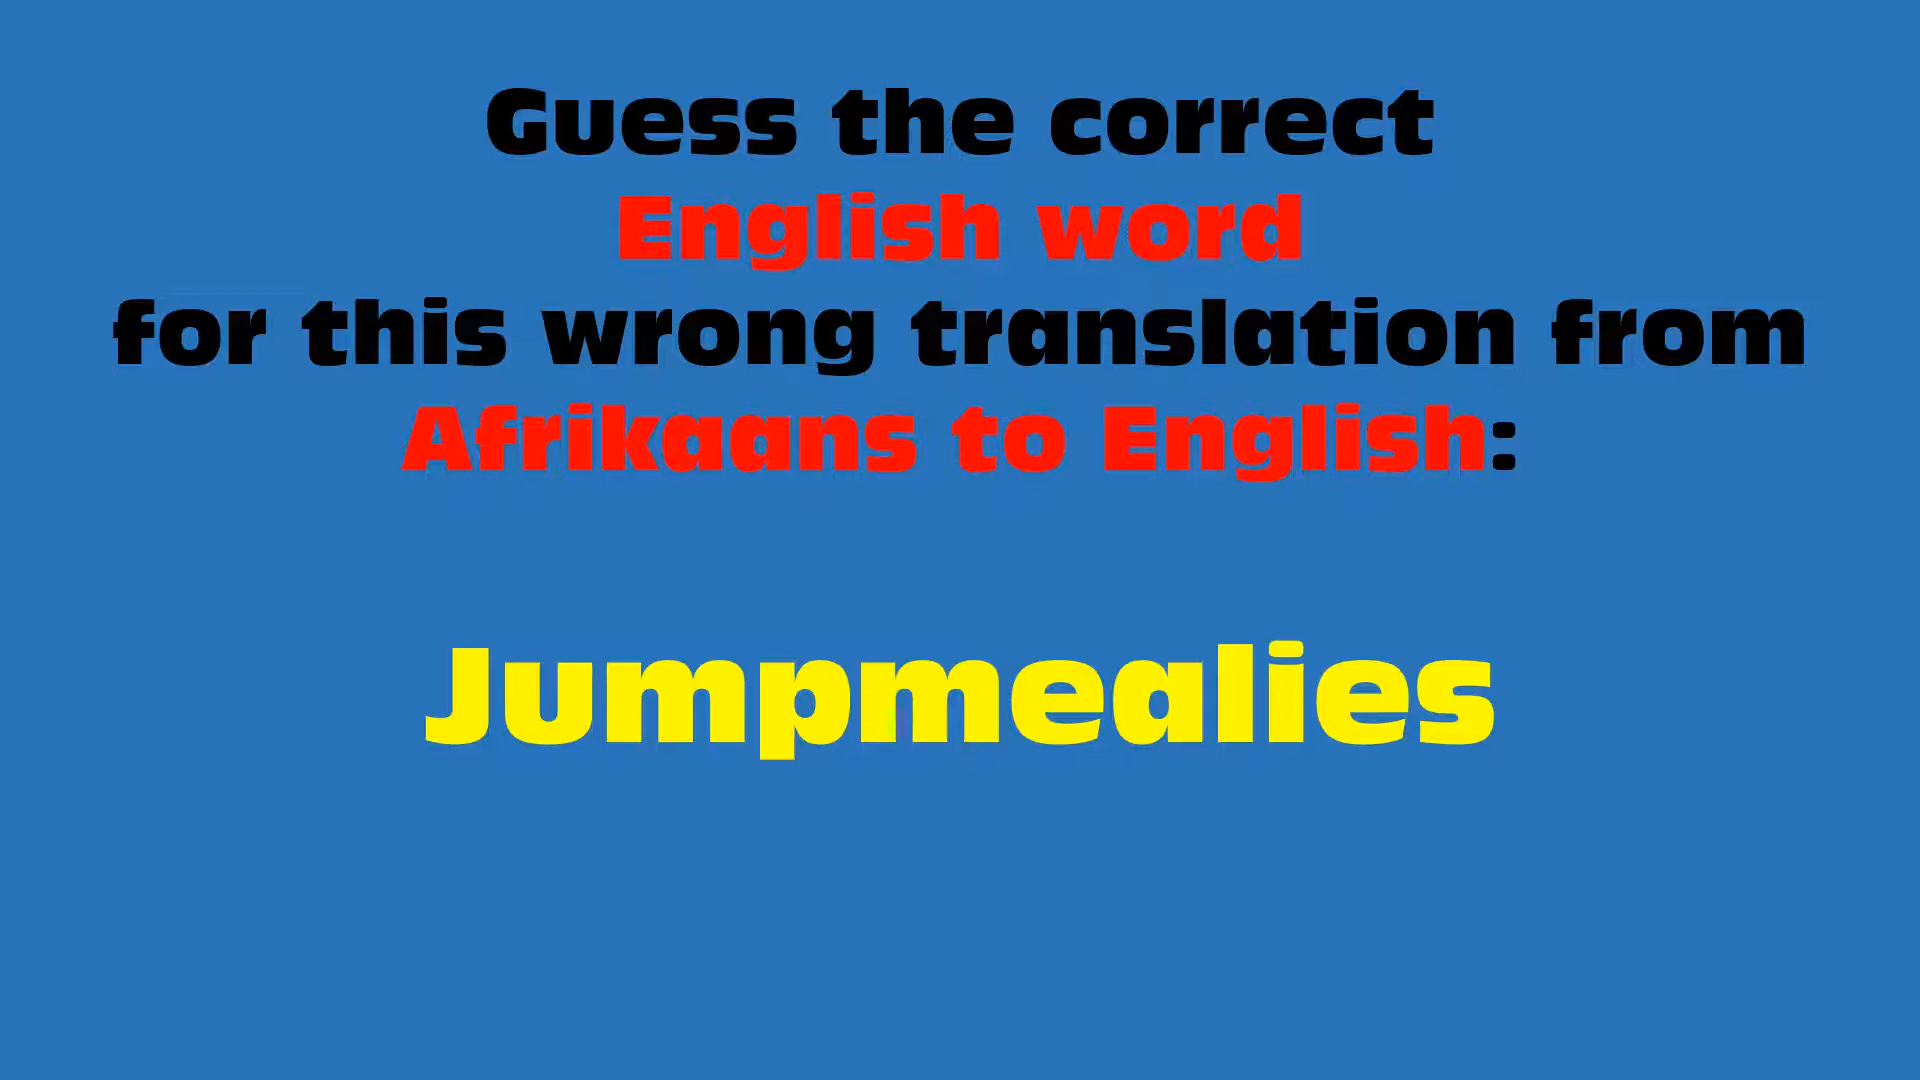 Guess the correct
English word
for this wrong translation from
Afrikaans to English:
Jumpmealies